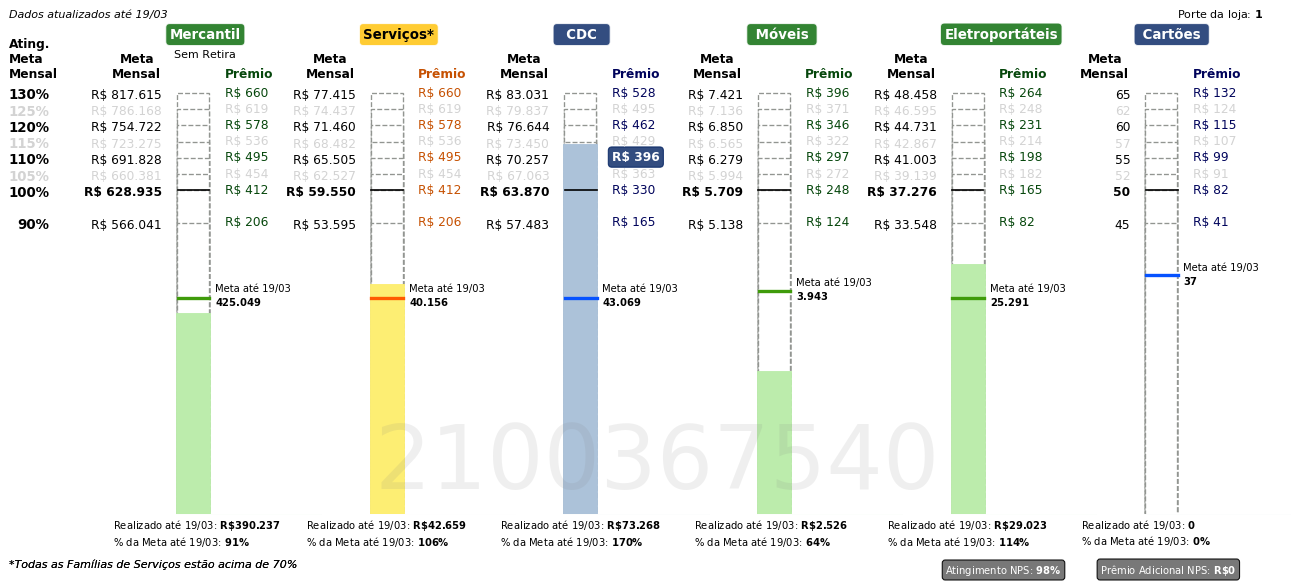 Dados atualizados até 19/03
Porte da loja: 1
Mercantil Serviços* CDC Móveis Eletroportáteis Cartões
Sem Retira
Ating. Meta Mensal Meta Mensal Prêmio Meta Mensal Prêmio Meta Mensal Prêmio Meta Mensal Prêmio Meta Mensal Prêmio Meta Mensal Prêmio
130% R$ 817.615 R$ 660 R$ 77.415 R$ 660 R$ 83.031 R$ 528 R$ 7.421 R$ 396 R$ 48.458 R$ 264 65 R$ 132
125% R$ 786.168 R$ 619 R$ 74.437 R$ 619 R$ 79.837 R$ 495 R$ 7.136 R$ 371 R$ 46.595 R$ 248 62 R$ 124
120% R$ 754.722 R$ 578 R$ 71.460 R$ 578 R$ 76.644 R$ 462 R$ 6.850 R$ 346 R$ 44.731 R$ 231 60 R$ 115
115% R$ 723.275 R$ 536 R$ 68.482 R$ 536 R$ 73.450 R$ 429 R$ 6.565 R$ 322 R$ 42.867 R$ 214 57 R$ 107
110% R$ 691.828 R$ 495 R$ 65.505 R$ 495 R$ 70.257 R$ 396 R$ 6.279 R$ 297 R$ 41.003 R$ 198 55 R$ 99
105% R$ 660.381 R$ 454 R$ 62.527 R$ 454 R$ 67.063 R$ 363 R$ 5.994 R$ 272 R$ 39.139 R$ 182 52 R$ 91
100% R$ 628.935 R$ 412 R$ 59.550 R$ 412 R$ 63.870 R$ 330 R$ 5.709 R$ 248 R$ 37.276 R$ 165 50 R$ 82
90% R$ 566.041 R$ 206 R$ 53.595 R$ 206 R$ 57.483 R$ 165 R$ 5.138 R$ 124 R$ 33.548 R$ 82 45 R$ 41
Meta até 19/03 Meta até 19/03 Meta até 19/03 Meta até 19/03 Meta até 19/03 Meta até 19/03
425.049 40.156 43.069 3.943 25.291 37
2100367540
Realizado até 19/03: R$390.237 Realizado até 19/03: R$42.659 Realizado até 19/03: R$73.268 Realizado até 19/03: R$2.526 Realizado até 19/03: R$29.023 Realizado até 19/03: 0
% da Meta até 19/03: 91% % da Meta até 19/03: 106% % da Meta até 19/03: 170% % da Meta até 19/03: 64% % da Meta até 19/03: 114% % da Meta até 19/03: 0%
*Todas as Famílias de Serviços estão acima de 70%
Atingimento NPS: 98% Prêmio Adicional NPS: R$0